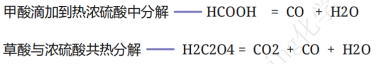 甲酸滴加到热浓硫酸中分解 —— HCOOH = CO + H2O
草酸与浓硫酸共热分解 —— H2C2O4 = CO2 + CO + H2O